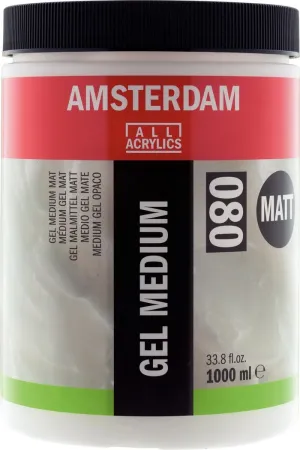 AMSTERDAM
ALL
ACRYLICS
GEL MEDIUM MAT
MÉDIUM GEL MAT
GEL MALMITTEL MATT
MEDIO GEL MATE
MEDIUM GEL OPACO
GEL MEDIUM
080
MATT
33.8 fl.oz.
1000 ml ℮